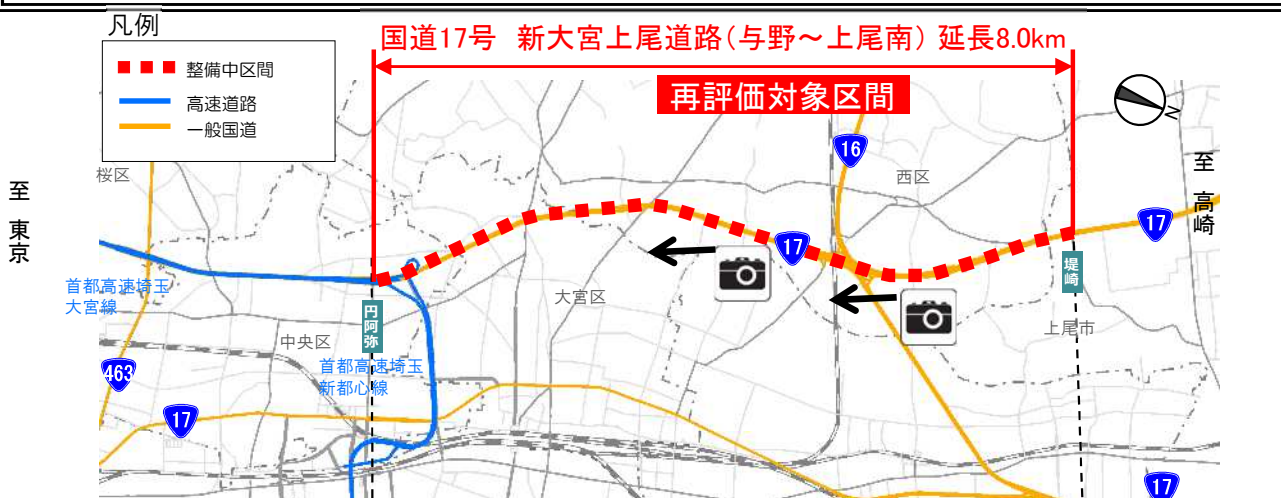 凡例
整備中区間
高速道路
一般国道
国道17号 新大宮上尾道路(与野～上尾南) 延長8.0km
再評価対象区間
N
16
桜区
西区
至 東京
至 高崎
17
17
首都高速埼玉
大宮線
円阿弥
大宮区
堤崎
中央区
上尾市
首都高速埼玉
新都心線
463
17
17